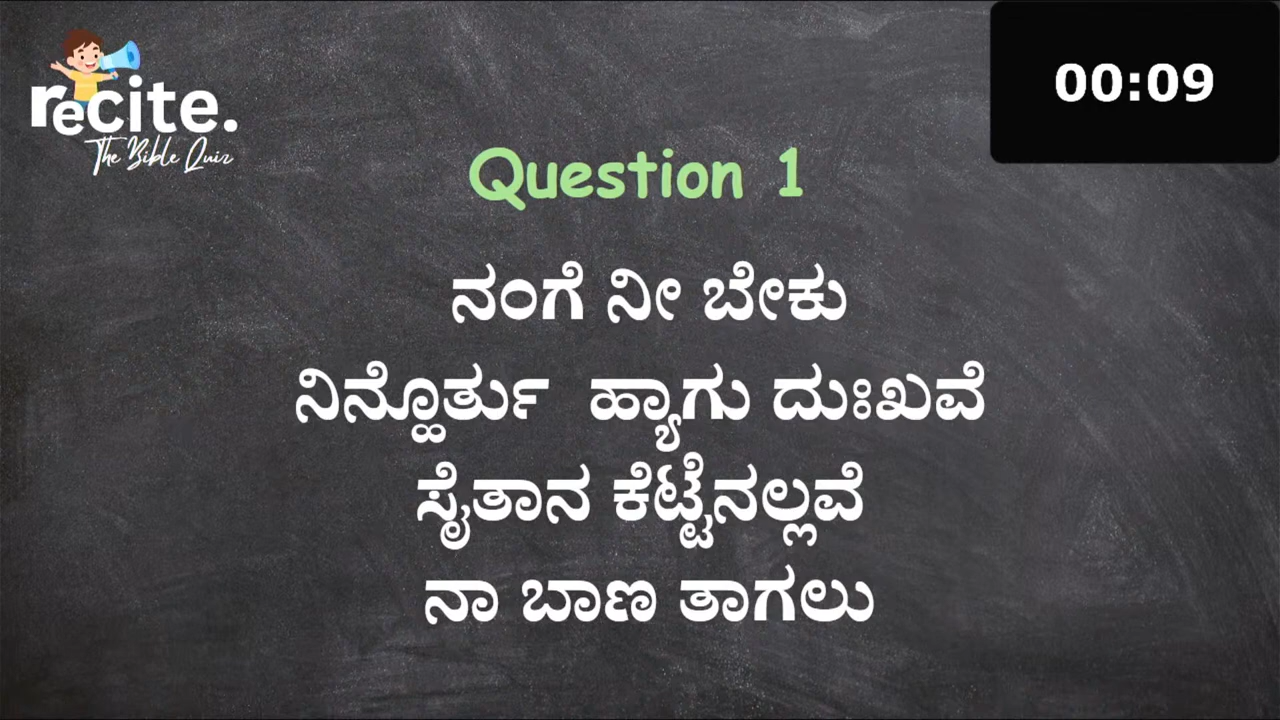 recite.
The Bible Quiz
00:09
Question 1
ನಂಗೆ ನೀ ಬೇಕು
ನಿನ್ಹೊರ್ತು ಹ್ಯಾಗು ದುಃಖವೆ
ಸೈತಾನ ಕೆಟ್ಟೆನಲ್ಲವೆ
ನಾ ಬಾಣ ತಾಗಲು